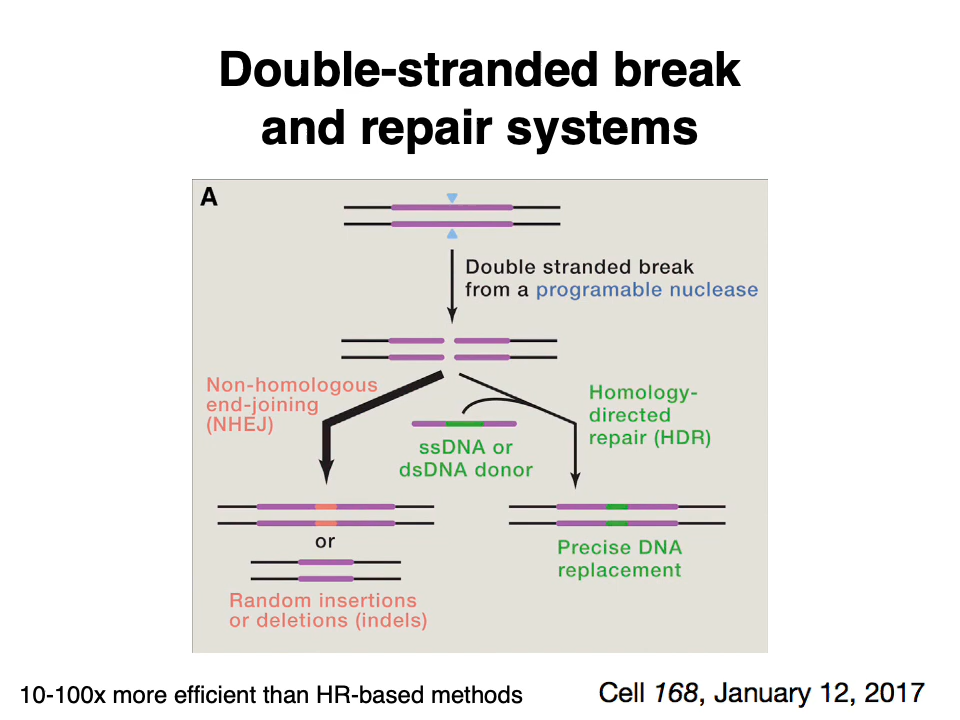 Double-stranded break
and repair systems
A
Double stranded break
from a programable nuclease
Non-homologous
end-joining
(NHEJ)
Homology-
directed
repair (HDR)
ssDNA or
dsDNA donor
or
Random insertions
or deletions (indels)
Precise DNA
replacement
10-100x more efficient than HR-based methods
Cell 168, January 12, 2017